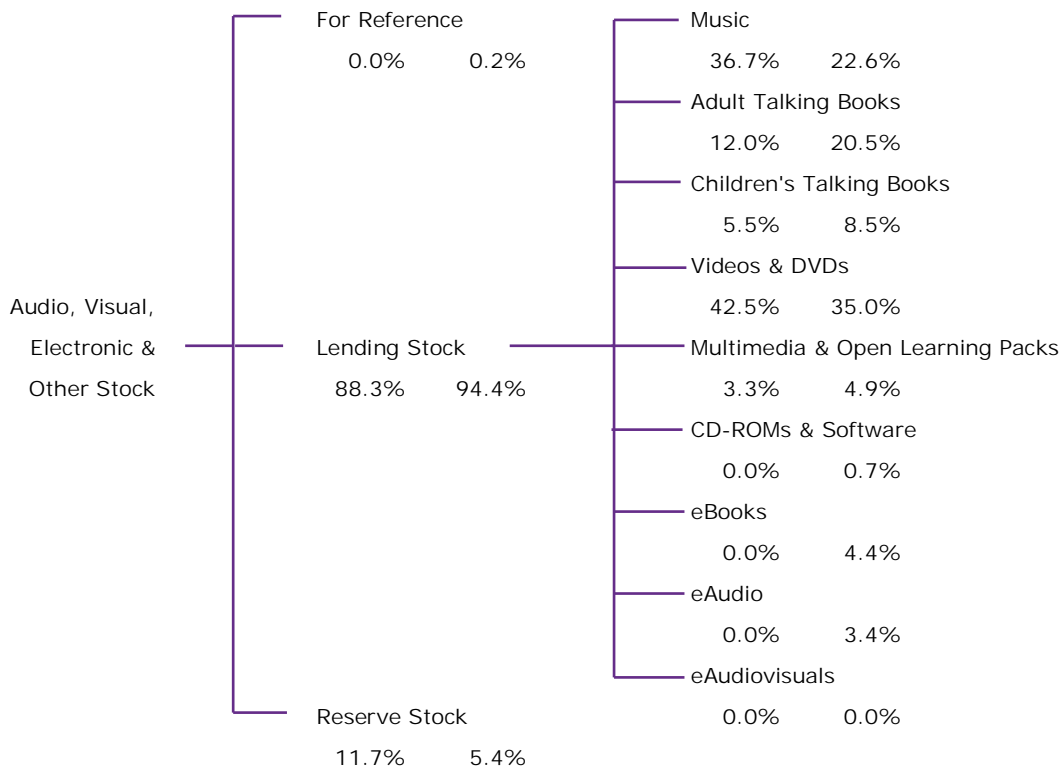 For Reference
0.0% 0.2%
Audio, Visual,
Electronic &
Other Stock
Lending Stock
88.3% 94.4%
Reserve Stock
11.7% 5.4%
Music
36.7% 22.6%
Adult Talking Books
12.0% 20.5%
Children's Talking Books
5.5% 8.5%
Videos & DVDs
42.5% 35.0%
Multimedia & Open Learning Packs
3.3% 4.9%
CD-ROMs & Software
0.0% 0.7%
eBooks
0.0% 4.4%
eAudio
0.0% 3.4%
eAudiovisuals
0.0% 0.0%